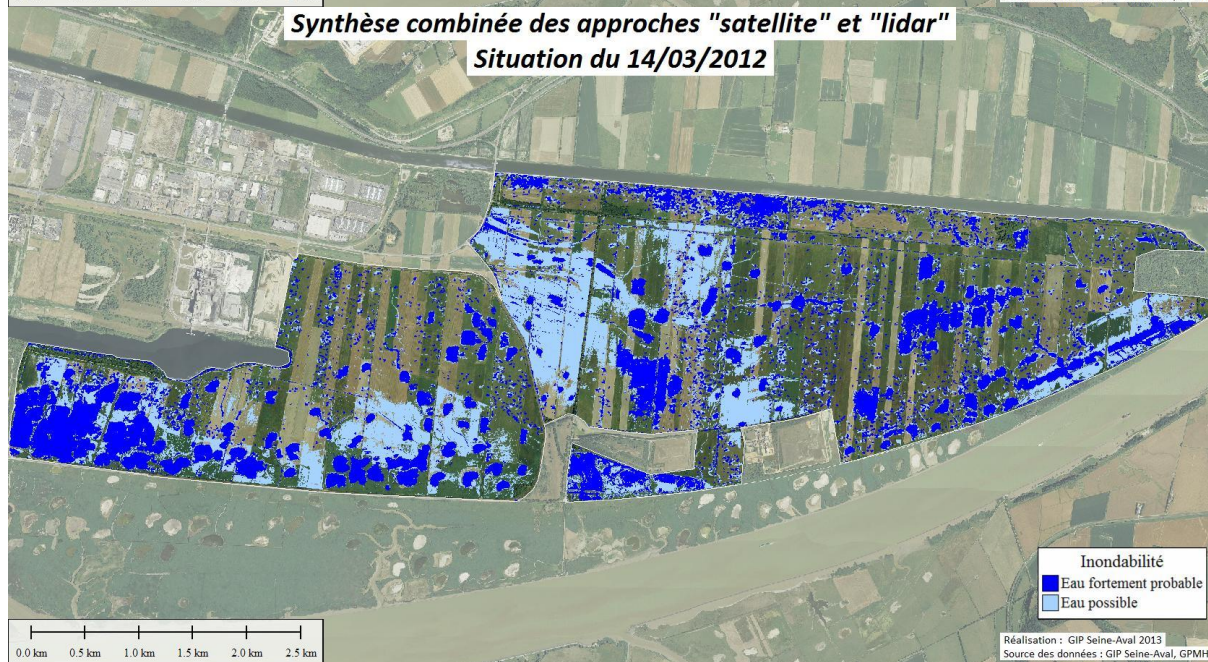 Synthèse combinée des approches "satellite" et "lidar"
Situation du 14/03/2012
Inondabilité
Eau fortement probable
Eau possible
0.0 km 0.5 km 1.0 km 1.5 km 2.0 km 2.5 km
Réalisation : GIP Seine-Aval 2013
Source des données : GIP Seine-Aval, GPMH